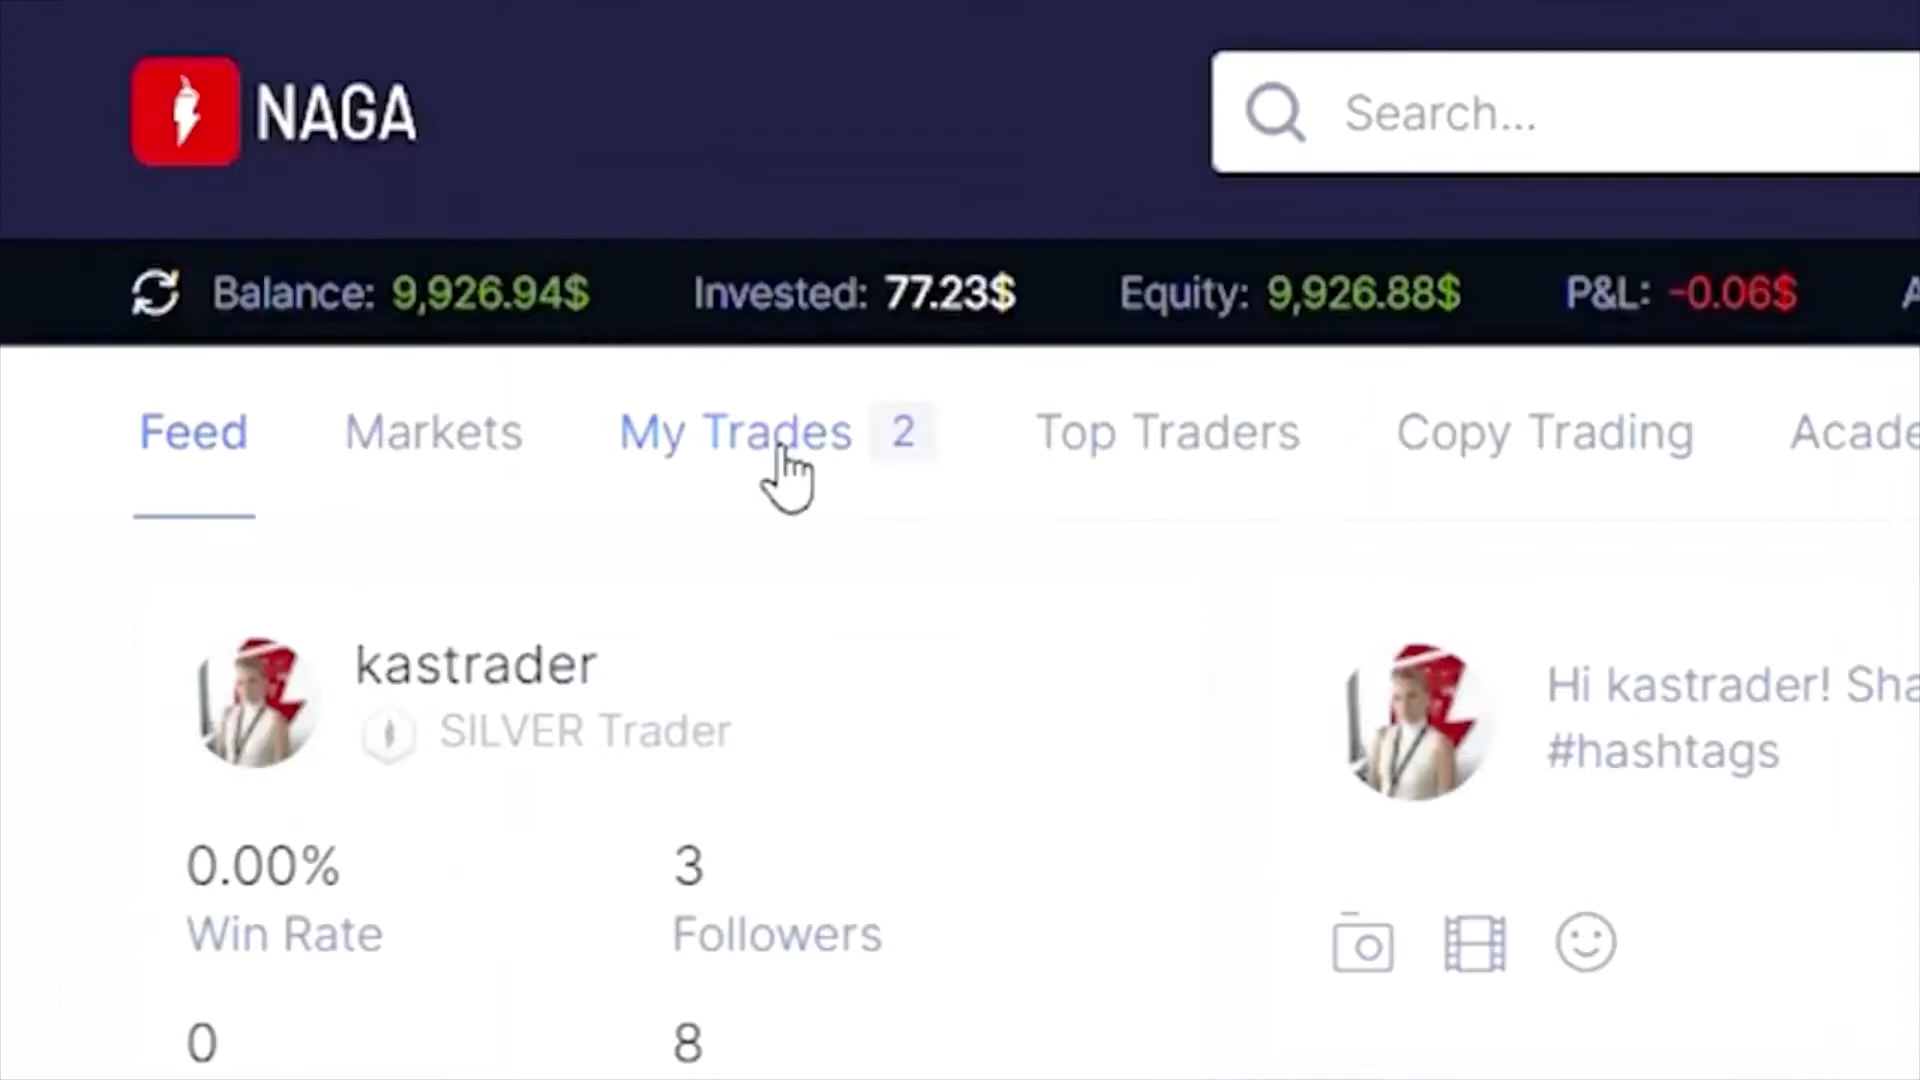 NAGA
Search...
Balance: 9,926.94$ Invested: 77.23$ Equity: 9,926.88$ P&L: -0.06$ A
Feed Markets My Trades 2 Top Traders Copy Trading Acade
kastrader
SILVER Trader
Hi kastrader! Sha
#hashtags
0.00% 3
Win Rate Followers
0 8